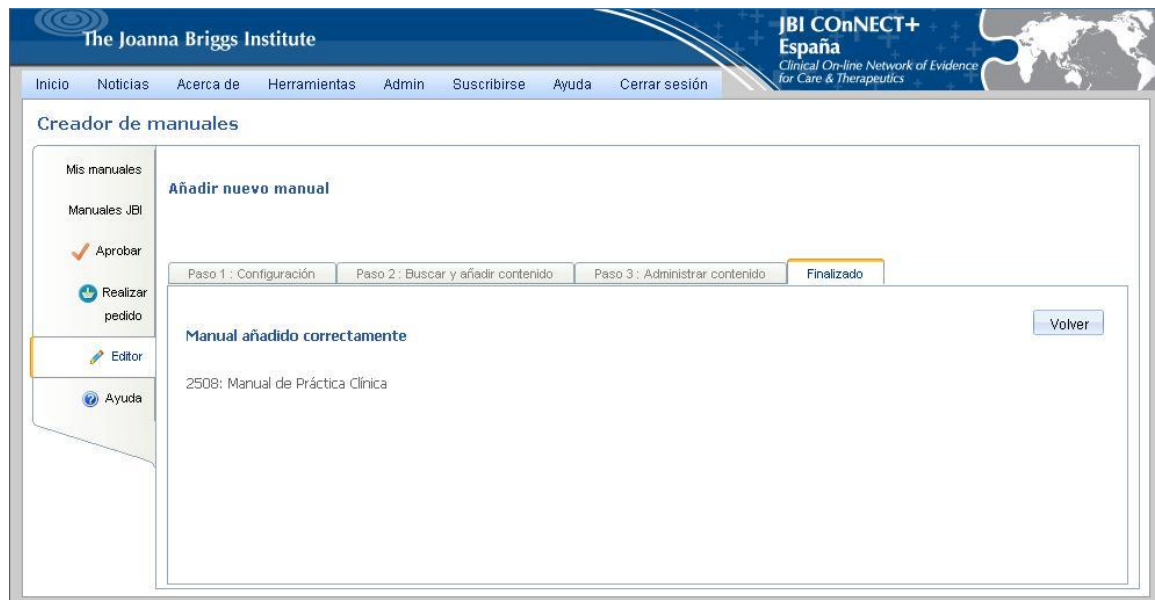 The Joanna Briggs Institute
JBI COnNECT+
España
Clinical On-line Network of Evidence
for Care & Therapeutics
Inicio Noticias Acerca de Herramientas Admin Suscribirse Ayuda Cerrar sesión
Creador de manuales
Mis manuales
Manuales JBI
Aprobar
Realizar
pedido
Editor
Ayuda
Añadir nuevo manual
Paso 1 : Configuración Paso 2 : Buscar y añadir contenido Paso 3 : Administrar contenido Finalizado
Volver
Manual añadido correctamente
2508: Manual de Práctica Clínica